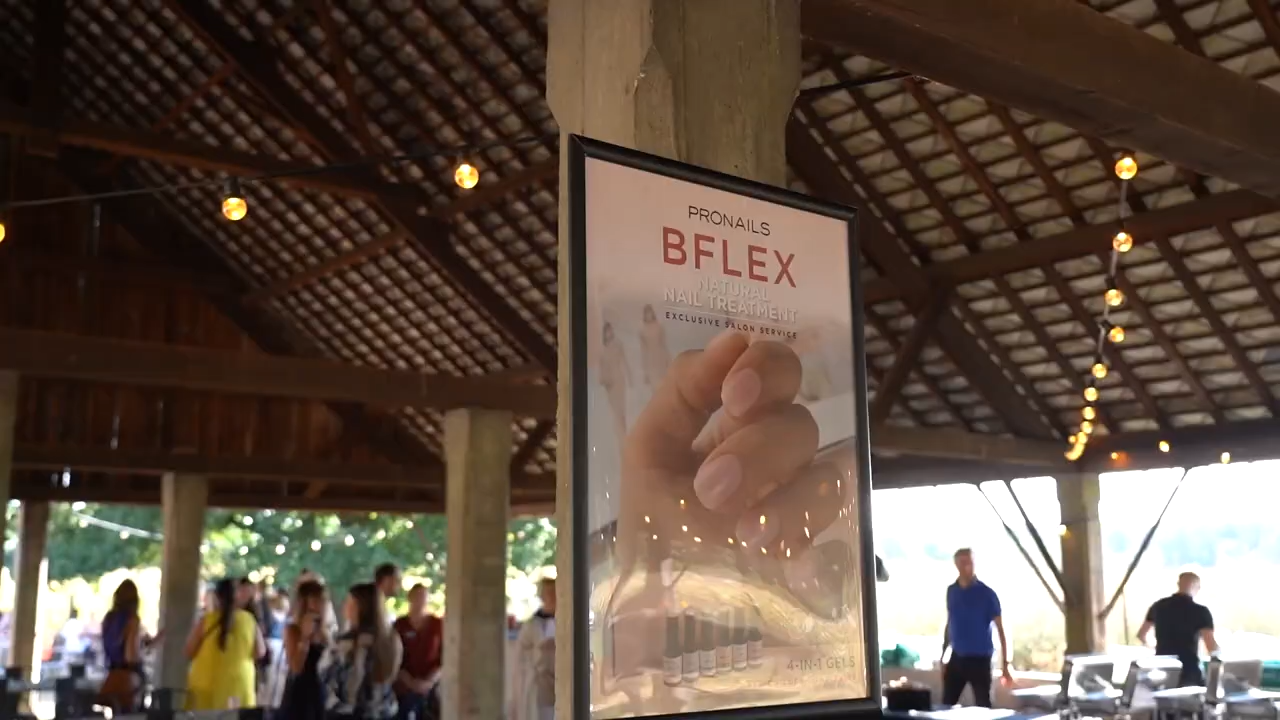 PRONAILS
BFLEX
NATURAL
NAIL TREATMENT
EXCLUSIVE SALON SERVICE
4-IN-1 GELS